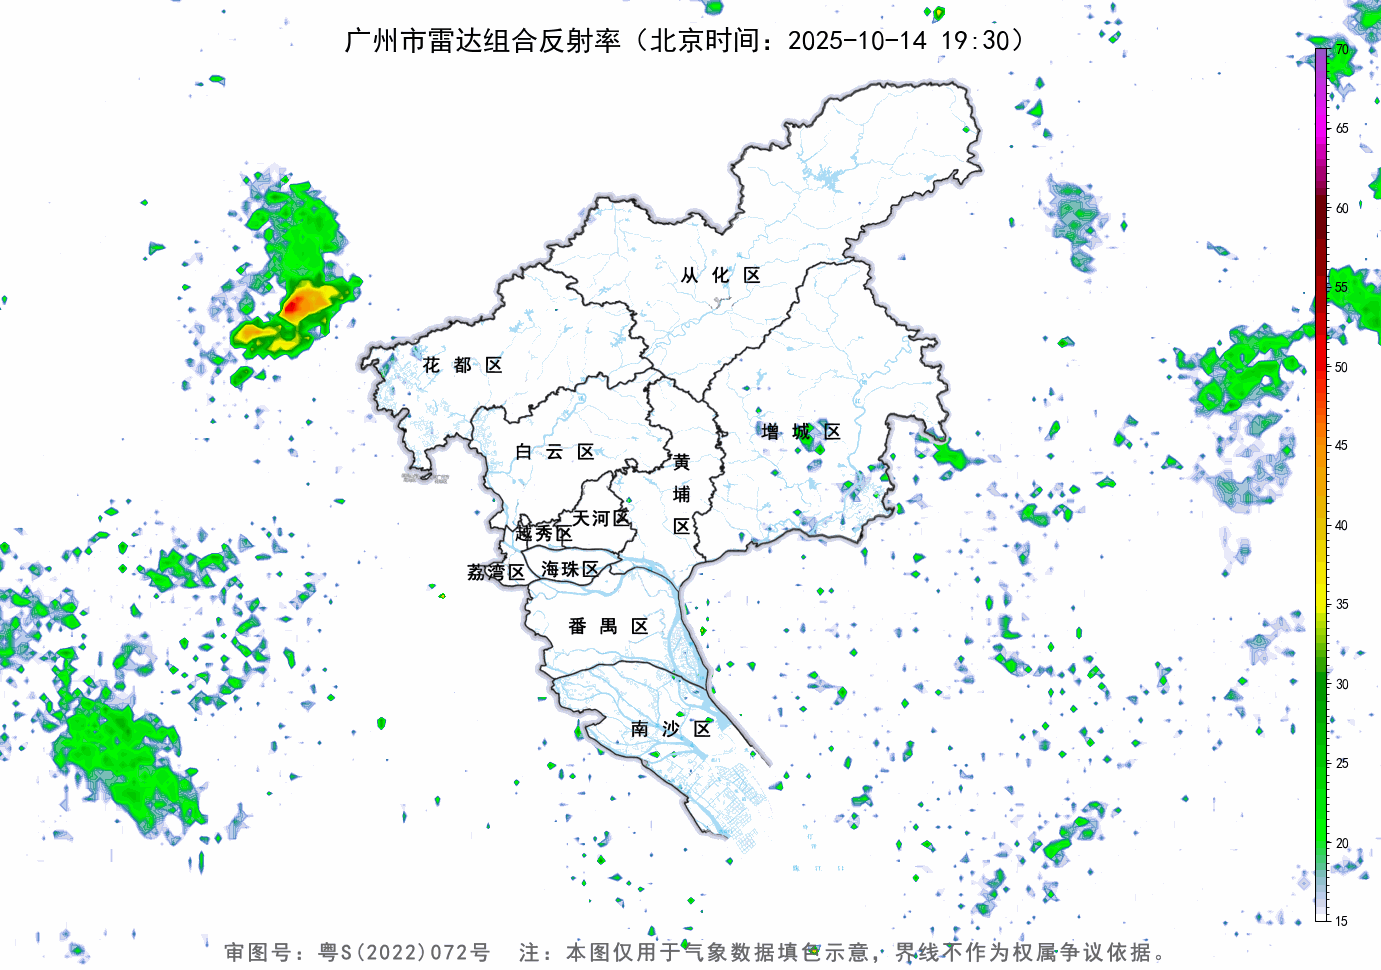 广州市雷达组合反射率（北京时间：2025-10-14 19:30）
70
65
60
55
50
45
40
35
30
25
20
15
从化区
花都区
增城区
白云区
黄埔区
天河区
越秀区
荔湾区
海珠区
番禺区
南沙区
审图号：粤S(2022)072号 注：本图仅用于气象数据填色示意，界线不作为权属争议依据。